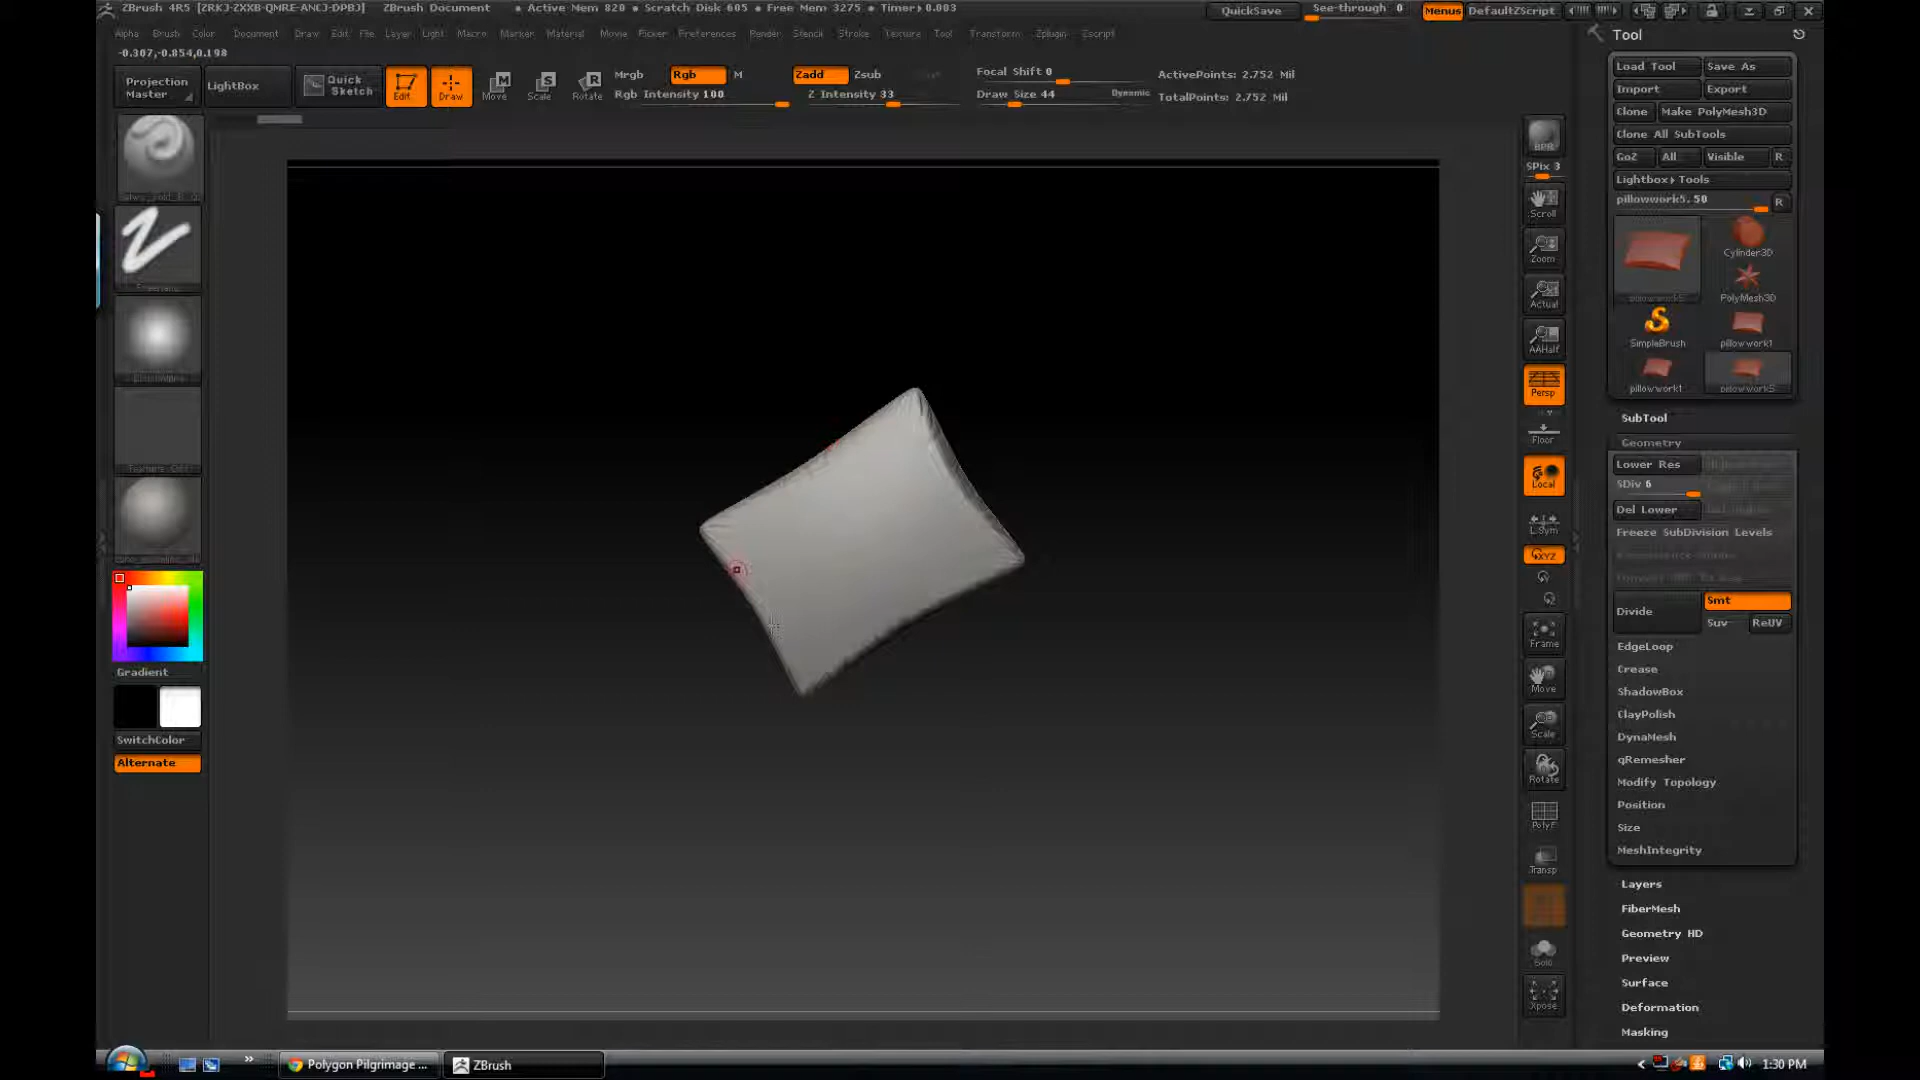 ZBrush 4R5 [ZRKJ-ZXXB-QMRE-ANCJ-DPBJ] ZBrush Document • Active Mem 820 • Scratch Disk 605 • Free Mem 3275 • Timer▸0.003 QuickSave See-through 0 Menus DefaultZScript
Alpha Brush Color Document Draw Edit File Layer Light Macro Marker Material Movie Picker Preferences Render Stencil Stroke Texture Tool Transform Zplugin Zscript
-0.307,-0.854,0.198
Projection Master
LightBox
Quick Sketch
Edit Draw Move Scale Rotate
Mrgb Rgb M
Rgb Intensity 100
Zadd Zsub
Z Intensity 33
Focal Shift 0
Draw Size 44 Dynamic
ActivePoints: 2.752 Mil
TotalPoints: 2.752 Mil
Gradient
SwitchColor
Alternate
BPR
SPix 3
Scroll
Zoom
Actual
AAHalf
Persp
Floor
Local
L.Sym
XYZ
Frame
Move
Scale
Rotate
PolyF
Transp
Solo
Xpose
Tool
Load Tool Save As
Import Export
Clone Make PolyMesh3D
Clone All SubTools
GoZ All Visible R
Lightbox▸Tools
pillowwork5. 50 R
Cylinder3D
pillowwork5 PolyMesh3D
SimpleBrush pillowwork1
pillowwork1 pillowwork5
SubTool
Geometry
Lower Res
SDiv 6
Del Lower
Freeze SubDivision Levels
Divide Smt
Suv ReUV
EdgeLoop
Crease
ShadowBox
ClayPolish
DynaMesh
qRemesher
Modify Topology
Position
Size
MeshIntegrity
Layers
FiberMesh
Geometry HD
Preview
Surface
Deformation
Masking
Polygon Pilgrimage ... ZBrush 1:30 PM